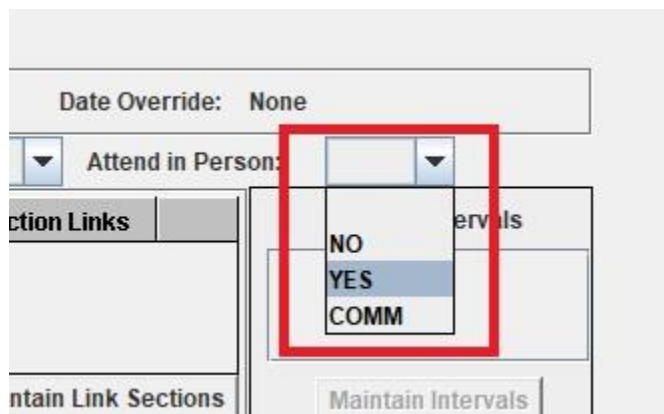 Date Override: None
Attend in Person:
ction Links
ervals
NO
YES
COMM
ntain Link Sections
Maintain Intervals